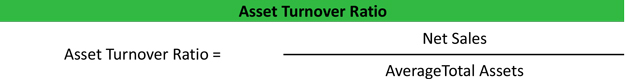 Asset Turnover Ratio
Asset Turnover Ratio =
Net Sales
AverageTotal Assets